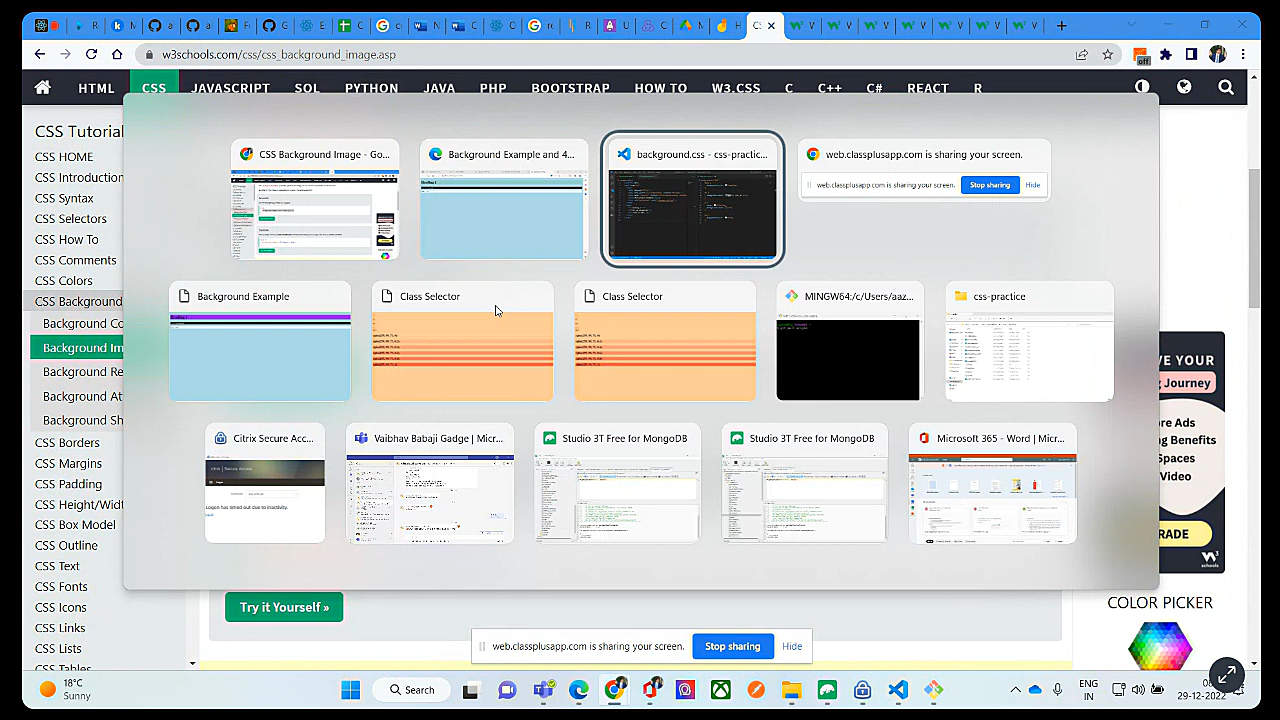 w3schools.com/css/css_background_image.asp
off
HTML CSS JAVASCRIPT SQL PYTHON JAVA PHP BOOTSTRAP HOW TO W3.CSS C C++ C# REACT R
CSS Tutorial
CSS HOME
CSS Introduction
CSS Syntax
CSS Selectors
CSS How To
CSS Comments
CSS Colors
CSS Background
Background Co
Background Im
Background Re
Background At
Background Sh
CSS Borders
CSS Margins
CSS Padding
CSS Height/Widt
CSS Box Model
CSS Outline
CSS Text
CSS Fonts
CSS Icons
CSS Links
CSS Lists
CSS Tables
CSS Background Image - Go...
Background Example and 4...
background.css - css-practic...
web.classplusapp.com is sharing your screen.
web.classplusapp.com is sharing your screen. Stop sharing Hide
Background Example
Class Selector
Class Selector
MINGW64:/c/Users/aaz...
css-practice
Citrix Secure Acc...
Logon has timed out due to inactivity.
Vaibhav Babaji Gadge | Micr...
Studio 3T Free for MongoDB
Studio 3T Free for MongoDB
Microsoft 365 - Word | Micr...
VE YOUR
Journey
re Ads
ng Benefits
Spaces
Video
RADE
COLOR PICKER
Try it Yourself »
web.classplusapp.com is sharing your screen. Stop sharing Hide
18°C
Sunny
Search
ENG
IN
29-12-2022